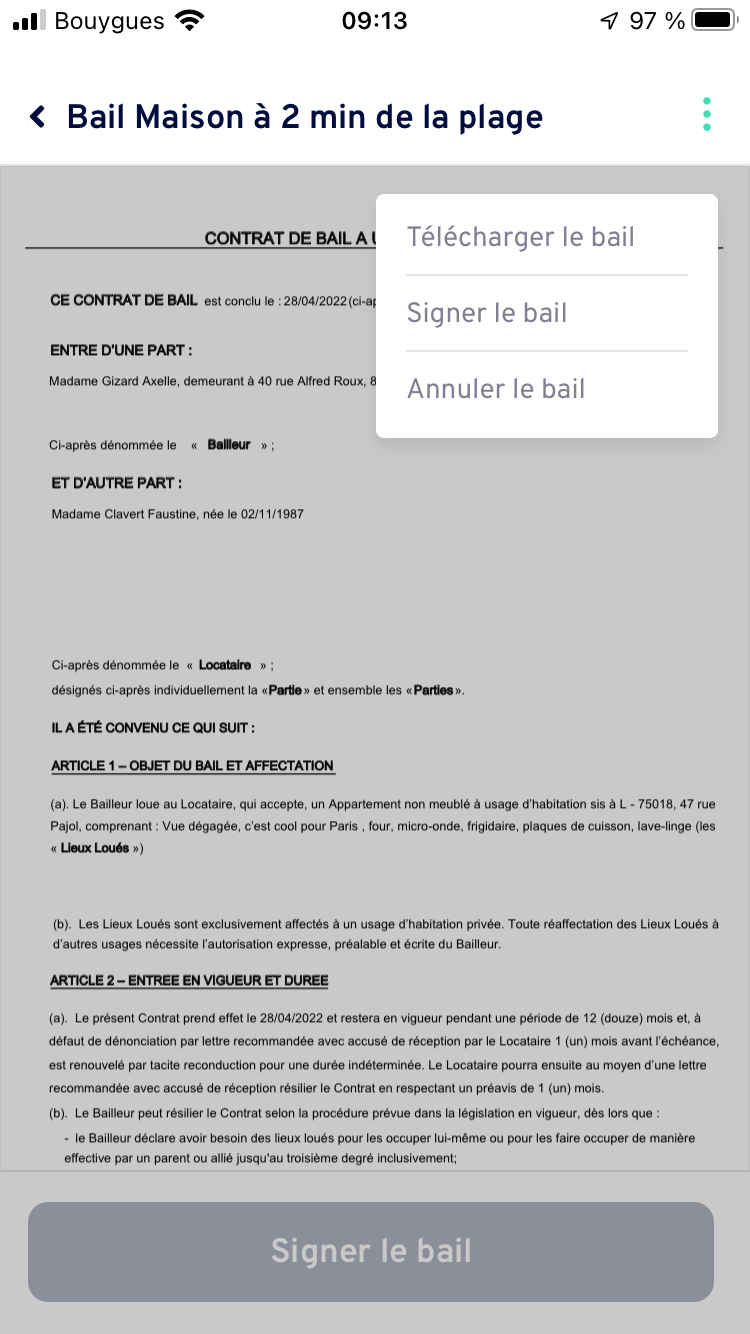 Bouygues 09:13 97 %
Bail Maison à 2 min de la plage
Télécharger le bail
Signer le bail
Annuler le bail
CONTRAT DE BAIL A
CE CONTRAT DE BAIL est conclu le : 28/04/2022 (ci-ap
ENTRE D'UNE PART :
Madame Gizard Axelle, demeurant à 40 rue Alfred Roux, 8
Ci-après dénommée le « Bailleur » ;
ET D'AUTRE PART :
Madame Clavert Faustine, née le 02/11/1987
Ci-après dénommée le « Locataire » ;
désignés ci-après individuellement la «Partie» et ensemble les «Parties».
IL A ÉTÉ CONVENU CE QUI SUIT :
ARTICLE 1 – OBJET DU BAIL ET AFFECTATION
(a). Le Bailleur loue au Locataire, qui accepte, un Appartement non meublé à usage d'habitation sis à L - 75018, 47 rue
Pajol, comprenant : Vue dégagée, c'est cool pour Paris , four, micro-onde, frigidaire, plaques de cuisson, lave-linge (les
« Lieux Loués »)
(b). Les Lieux Loués sont exclusivement affectés à un usage d'habitation privée. Toute réaffectation des Lieux Loués à
d'autres usages nécessite l'autorisation expresse, préalable et écrite du Bailleur.
ARTICLE 2 – ENTREE EN VIGUEUR ET DUREE
(a). Le présent Contrat prend effet le 28/04/2022 et restera en vigueur pendant une période de 12 (douze) mois et, à
défaut de dénonciation par lettre recommandée avec accusé de réception par le Locataire 1 (un) mois avant l'échéance,
est renouvelé par tacite reconduction pour une durée indéterminée. Le Locataire pourra ensuite au moyen d'une lettre
recommandée avec accusé de réception résilier le Contrat en respectant un préavis de 1 (un) mois.
(b). Le Bailleur peut résilier le Contrat selon la procédure prévue dans la législation en vigueur, dès lors que :
- le Bailleur déclare avoir besoin des lieux loués pour les occuper lui-même ou pour les faire occuper de manière
effective par un parent ou allié jusqu'au troisième degré inclusivement;
Signer le bail